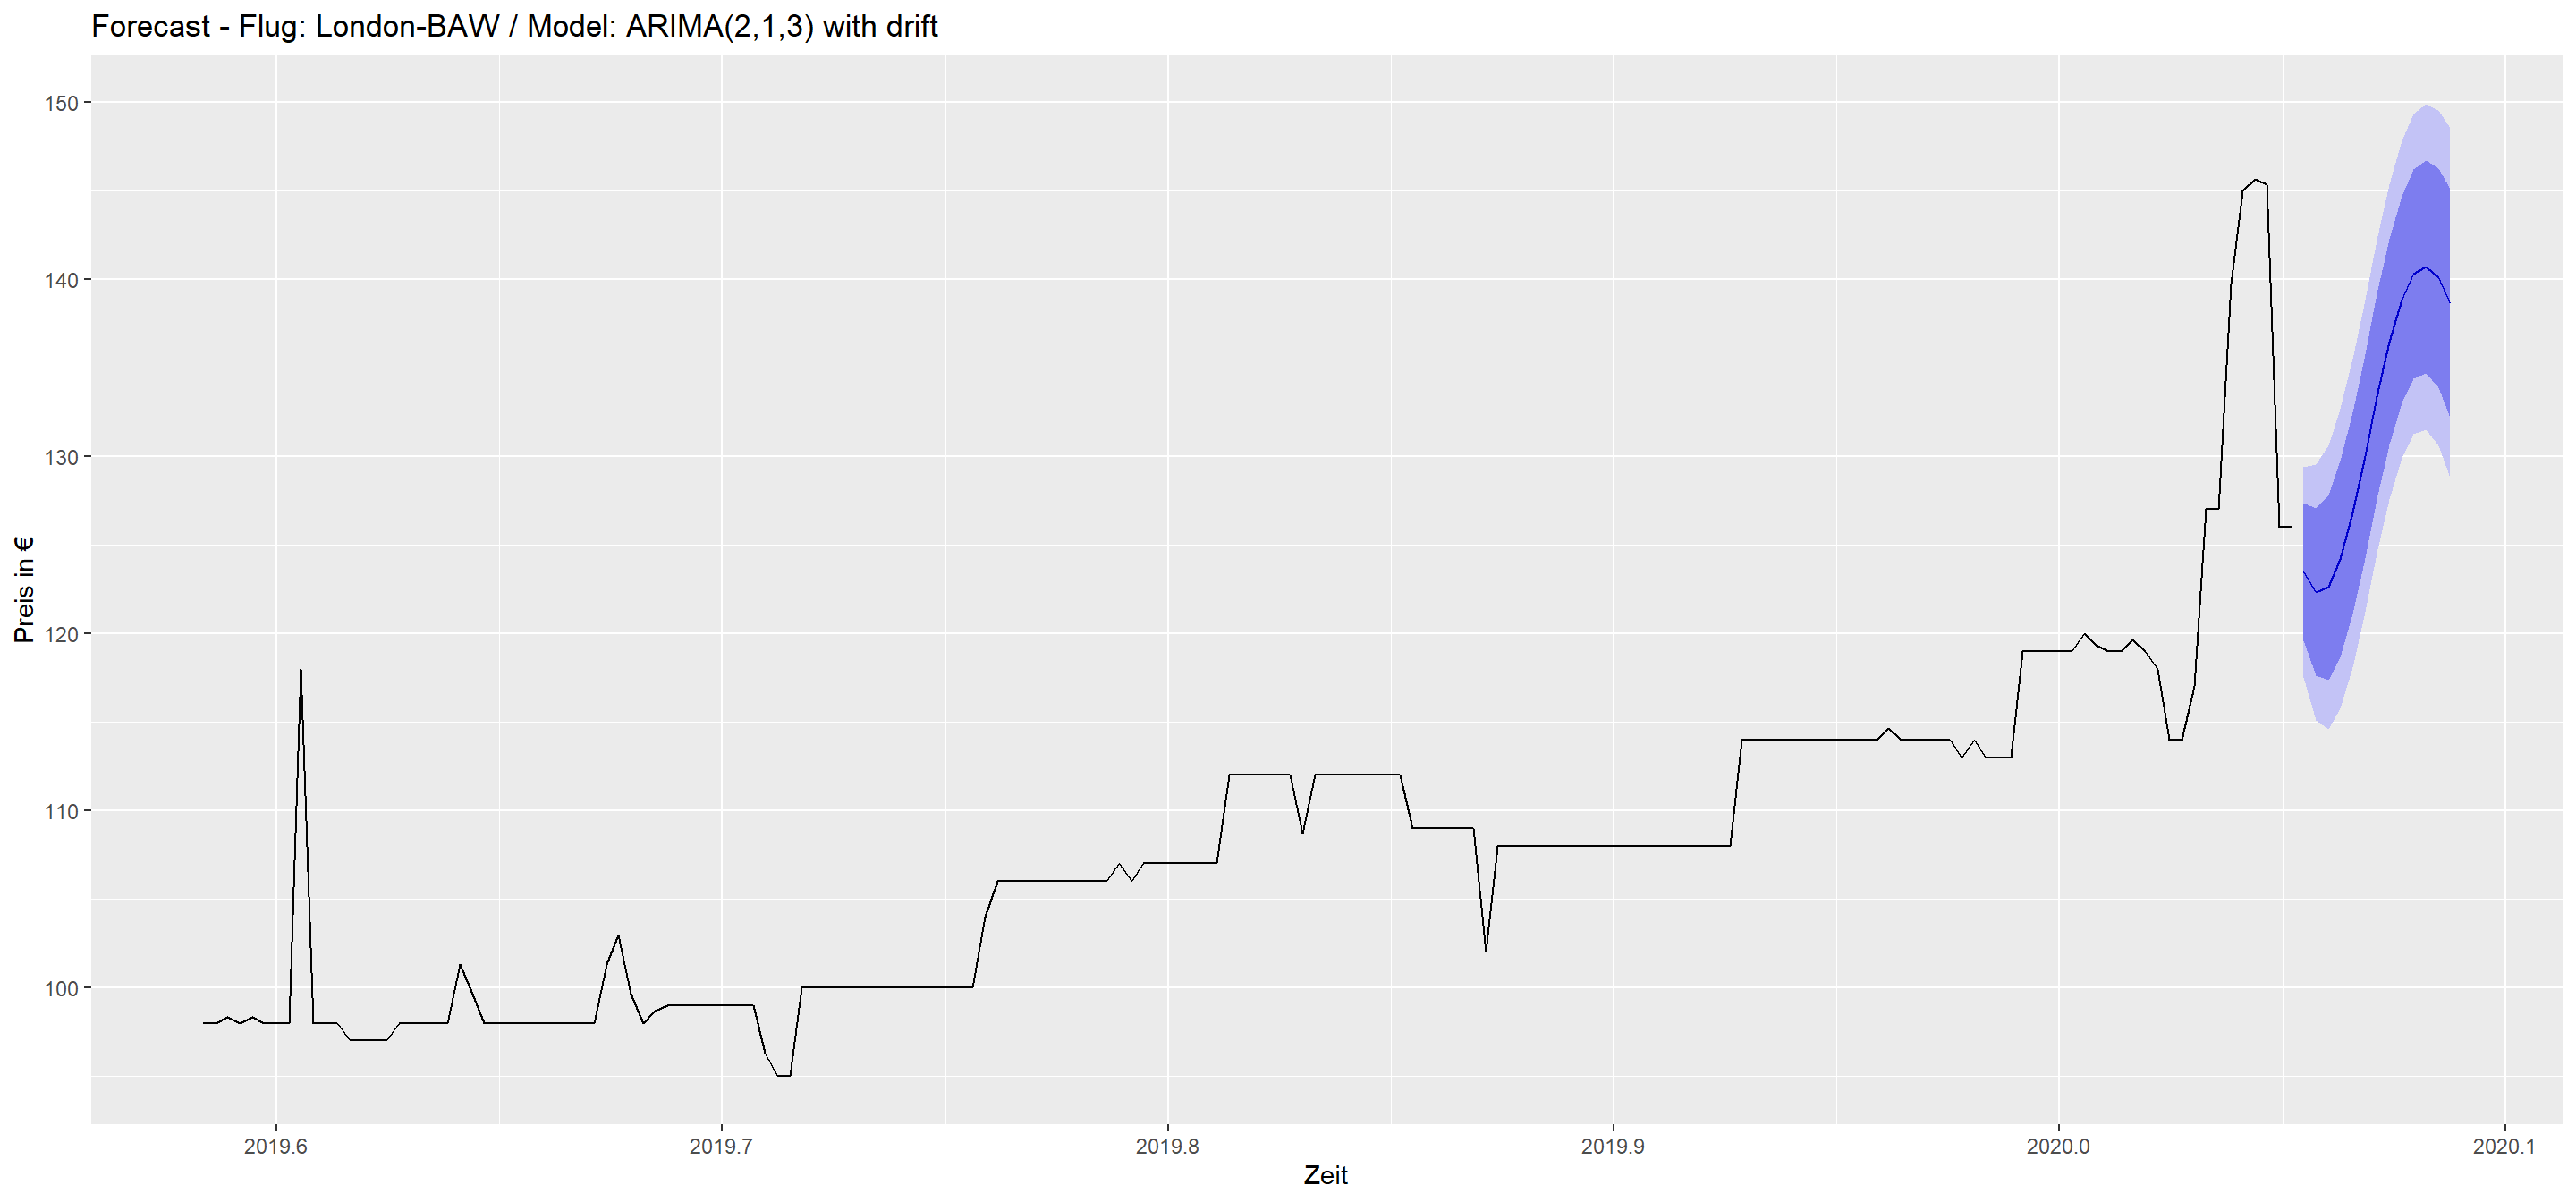 Forecast - Flug: London-BAW / Model: ARIMA(2,1,3) with drift
150
140
130
120
110
100
Preis in €
2019.6 2019.7 2019.8 2019.9 2020.0 2020.1
Zeit